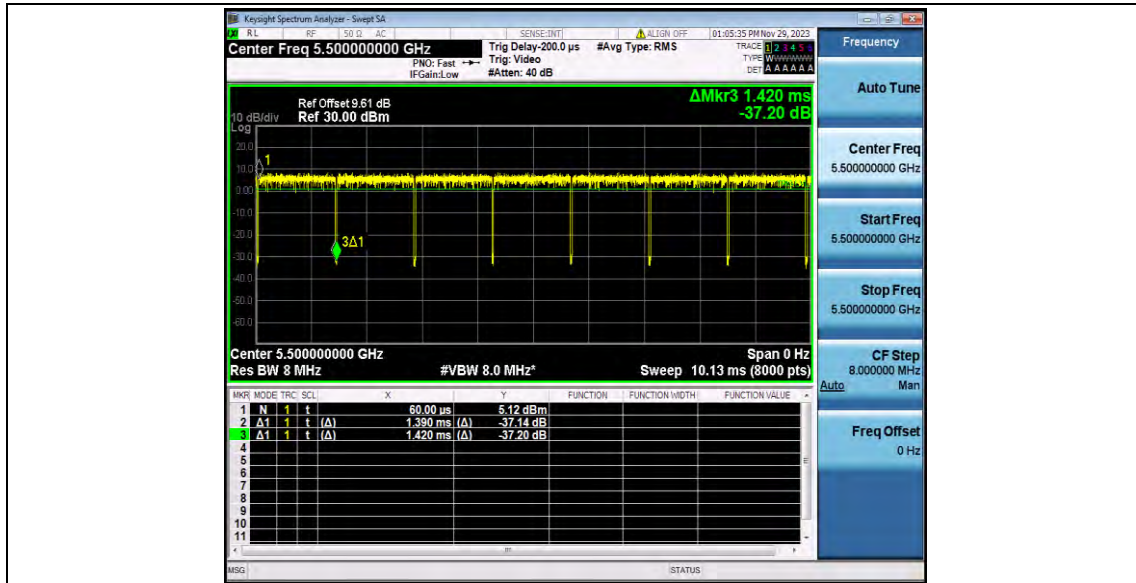 Keysight Spectrum Analyzer - Swept SA
RL RF 50 Ω AC SENSE:INT ALIGN OFF 01:05:35 PM Nov 29, 2023
Center Freq 5.500000000 GHz
PNO: Fast
IFGain:Low
Trig Delay-200.0 µs
Trig: Video
#Atten: 40 dB
#Avg Type: RMS
TRACE 1 2 3 4 5 6
TYPE W
DET A A A A A A
Frequency
Auto Tune
Center Freq
5.500000000 GHz
Start Freq
5.500000000 GHz
Stop Freq
5.500000000 GHz
CF Step
8.000000 MHz
Auto Man
Freq Offset
0 Hz
ΔMkr3 1.420 ms
-37.20 dB
Ref Offset 9.61 dB
10 dB/div Ref 30.00 dBm
Log
20.0
10.0
0.00
-10.0
-20.0
-30.0
-40.0
-50.0
-60.0
1
3Δ1
Center 5.500000000 GHz Span 0 Hz
Res BW 8 MHz #VBW 8.0 MHz* Sweep 10.13 ms (8000 pts)
MKR MODE TRC SCL X Y FUNCTION FUNCTION WIDTH FUNCTION VALUE
1 N 1 t 60.00 µs 5.12 dBm
2 Δ1 1 t (Δ) 1.390 ms (Δ) -37.14 dB
3 Δ1 1 t (Δ) 1.420 ms (Δ) -37.20 dB
4
5
6
7
8
9
10
11
MSG STATUS